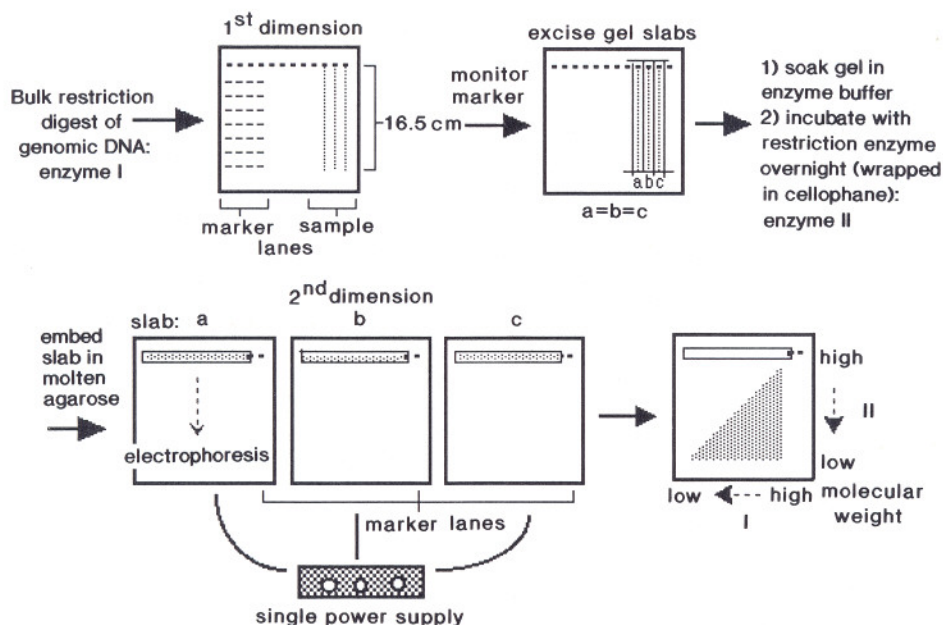 1st dimension
Bulk restriction
digest of
genomic DNA:
enzyme I
16.5 cm
marker
sample
lanes
monitor
marker
excise gel slabs
abc
a=b=c
1) soak gel in
enzyme buffer
2) incubate with
restriction enzyme
overnight (wrapped
in cellophane):
enzyme II
embed
slab in
molten
agarose
2nd dimension
slab: a
b
c
electrophoresis
marker lanes
single power supply
high
II
low
low
high
molecular
weight
I